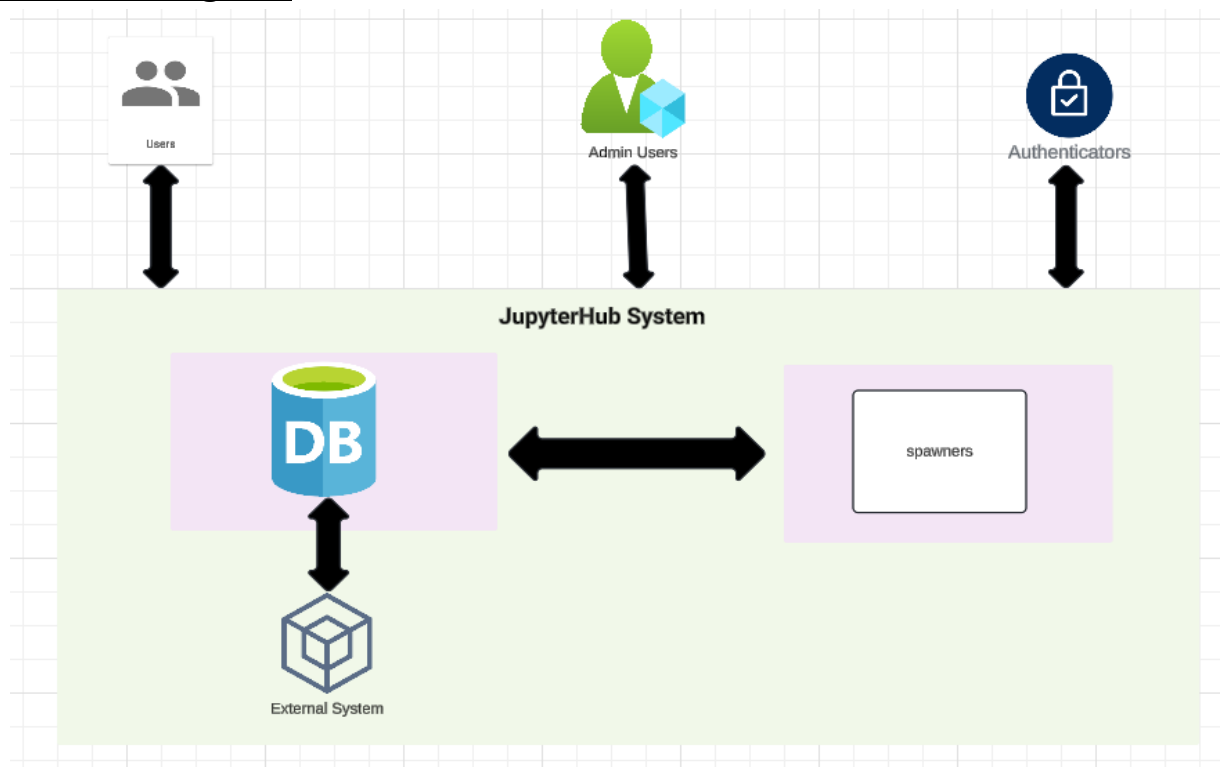 Users
Admin Users
Authenticators
JupyterHub System
DB
spawners
External System